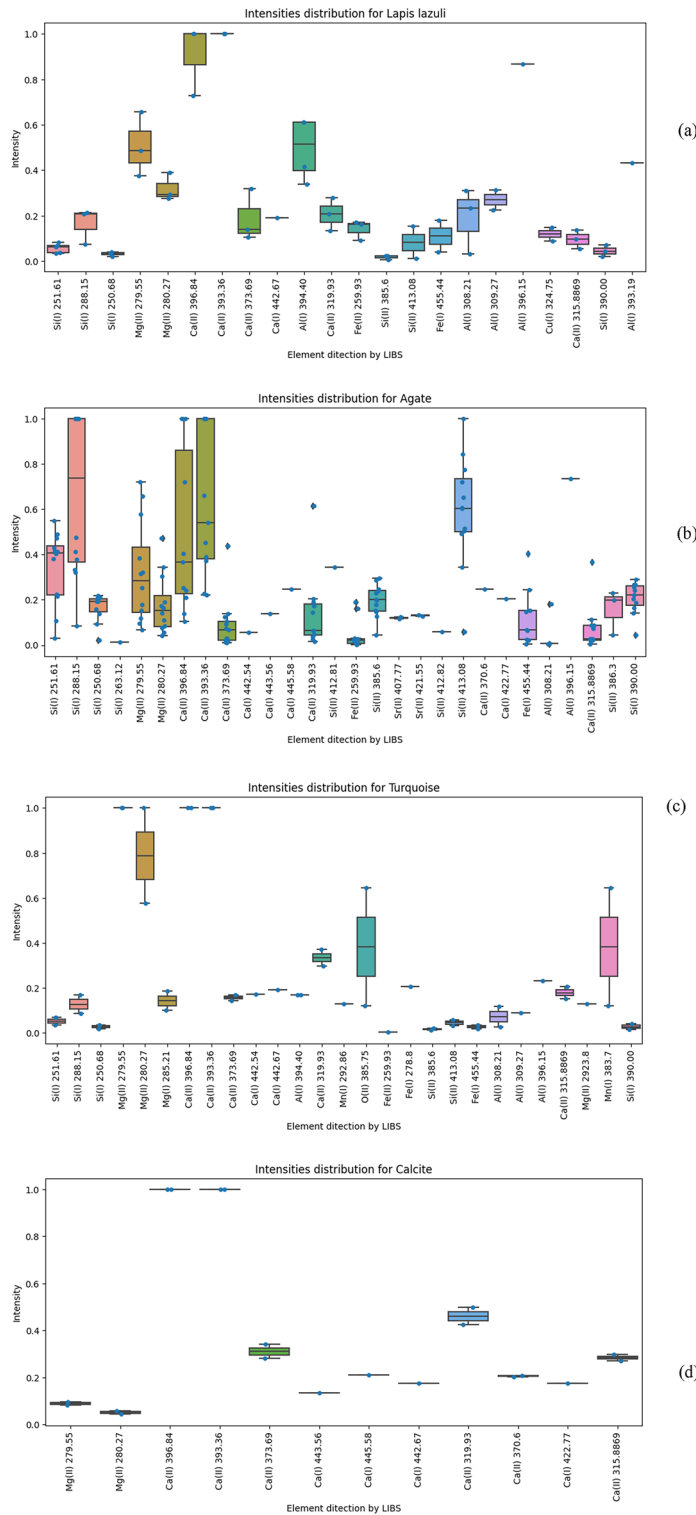 Intensities distribution for Lapis lazuli
(a)
1.0
0.8
0.6
0.4
0.2
0.0
Intensity
Si(I) 251.61
Si(I) 288.15
Si(I) 250.68
Mg(II) 279.55
Mg(II) 280.27
Ca(II) 396.84
Ca(II) 393.36
Ca(II) 373.69
Ca(I) 442.67
Al(I) 394.40
Ca(II) 319.93
Fe(II) 259.93
Si(II) 385.6
Si(II) 413.08
Fe(I) 455.44
Al(I) 308.21
Al(I) 309.27
Al(I) 396.15
Cu(I) 324.75
Ca(II) 315.8869
Si(I) 390.00
Al(I) 393.19
Element ditection by LIBS
Intensities distribution for Agate
(b)
1.0
0.8
0.6
0.4
0.2
0.0
Intensity
Si(I) 251.61
Si(I) 288.15
Si(I) 250.68
Si(I) 263.12
Mg(II) 279.55
Mg(II) 280.27
Ca(II) 396.84
Ca(II) 393.36
Ca(II) 373.69
Ca(I) 442.54
Ca(I) 443.56
Ca(I) 445.58
Ca(II) 319.93
Si(II) 412.81
Fe(II) 259.93
Si(II) 385.6
Sr(II) 407.77
Sr(II) 421.55
Si(II) 412.82
Si(II) 413.08
Ca(II) 370.6
Ca(I) 422.77
Fe(I) 455.44
Al(I) 308.21
Al(I) 396.15
Ca(II) 315.8869
Si(II) 386.3
Si(I) 390.00
Element ditection by LIBS
Intensities distribution for Turquoise
(c)
1.0
0.8
0.6
0.4
0.2
0.0
Intensity
Si(I) 251.61
Si(I) 288.15
Si(I) 250.68
Mg(II) 279.55
Mg(II) 280.27
Mg(II) 285.21
Ca(II) 396.84
Ca(II) 393.36
Ca(II) 373.69
Ca(I) 442.54
Ca(I) 442.67
Al(I) 394.40
Ca(II) 319.93
Mn(I) 292.86
O(II) 385.75
Fe(II) 259.93
Fe(I) 278.8
Si(II) 385.6
Si(II) 413.08
Fe(I) 455.44
Al(I) 308.21
Al(I) 309.27
Al(I) 396.15
Ca(II) 315.8869
Mg(II) 2923.8
Mn(I) 383.7
Si(I) 390.00
Element ditection by LIBS
Intensities distribution for Calcite
(d)
1.0
0.8
0.6
0.4
0.2
0.0
Intensity
Mg(II) 279.55
Mg(II) 280.27
Ca(II) 396.84
Ca(II) 393.36
Ca(II) 373.69
Ca(I) 443.56
Ca(I) 445.58
Ca(I) 442.67
Ca(II) 319.93
Ca(II) 370.6
Ca(I) 422.77
Ca(II) 315.8869
Element ditection by LIBS